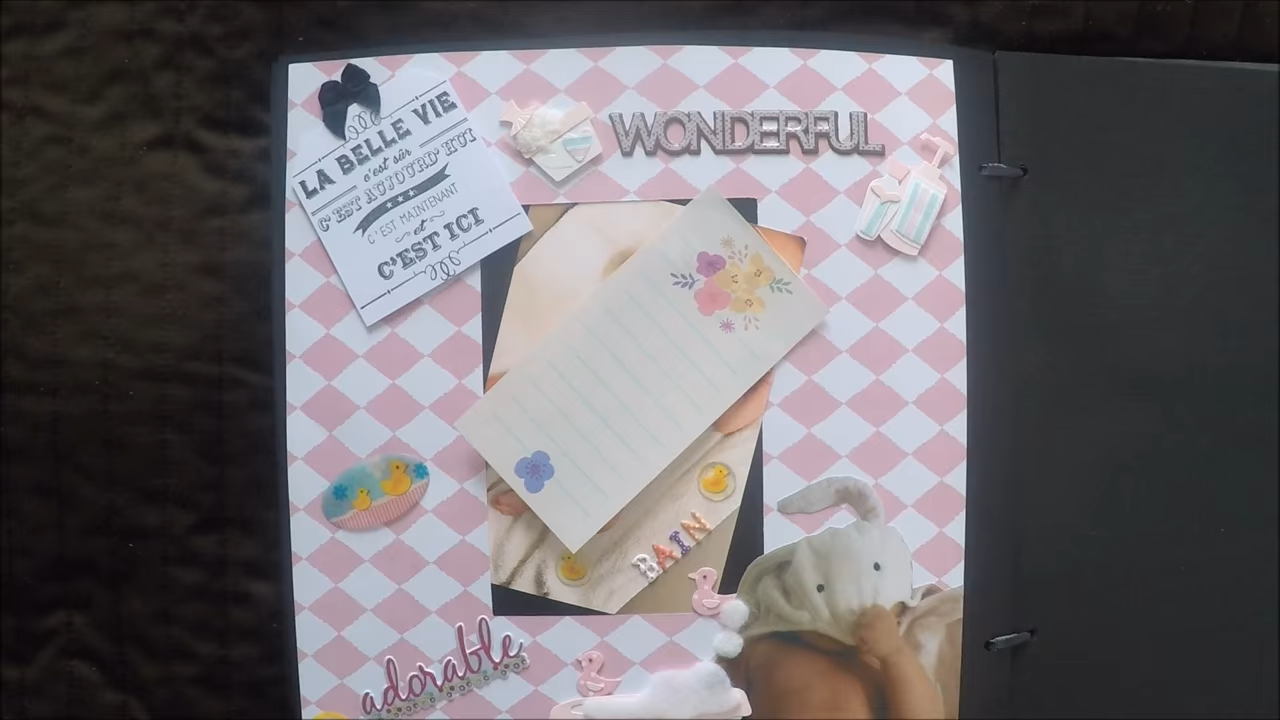 LA BELLE VIE
c'est sûr
C'EST AUJOURD'HUI
C'EST MAINTENANT
et
C'EST ICI
WONDERFUL
BAIN
adorable